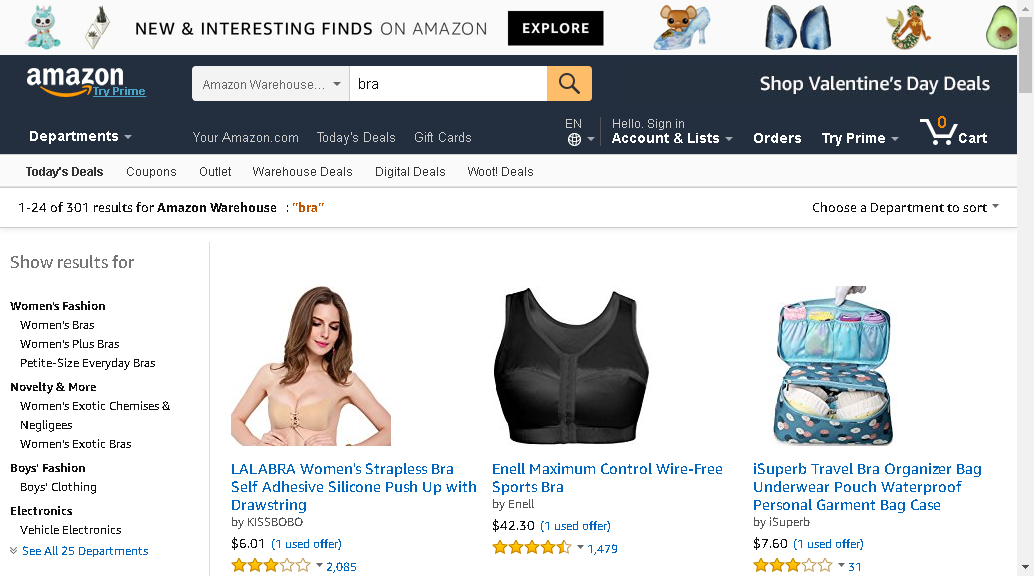 NEW & INTERESTING FINDS ON AMAZON EXPLORE
amazon
Try Prime
Amazon Warehouse... bra
Shop Valentine's Day Deals
Departments
Your Amazon.com Today's Deals Gift Cards
EN
Hello. Sign in
Account & Lists
Orders
Try Prime
0
Cart
Today's Deals Coupons Outlet Warehouse Deals Digital Deals Woot! Deals
1-24 of 301 results for Amazon Warehouse : "bra"
Choose a Department to sort
Show results for
Women's Fashion
Women's Bras
Women's Plus Bras
Petite-Size Everyday Bras
Novelty & More
Women's Exotic Chemises &
Negligees
Women's Exotic Bras
Boys' Fashion
Boys' Clothing
Electronics
Vehicle Electronics
See All 25 Departments
LALABRA Women's Strapless Bra
Self Adhesive Silicone Push Up with
Drawstring
by KISSBOBO
$6.01 (1 used offer)
2,085
Enell Maximum Control Wire-Free
Sports Bra
by Enell
$42.30 (1 used offer)
1,479
iSuperb Travel Bra Organizer Bag
Underwear Pouch Waterproof
Personal Garment Bag Case
by iSuperb
$7.60 (1 used offer)
31